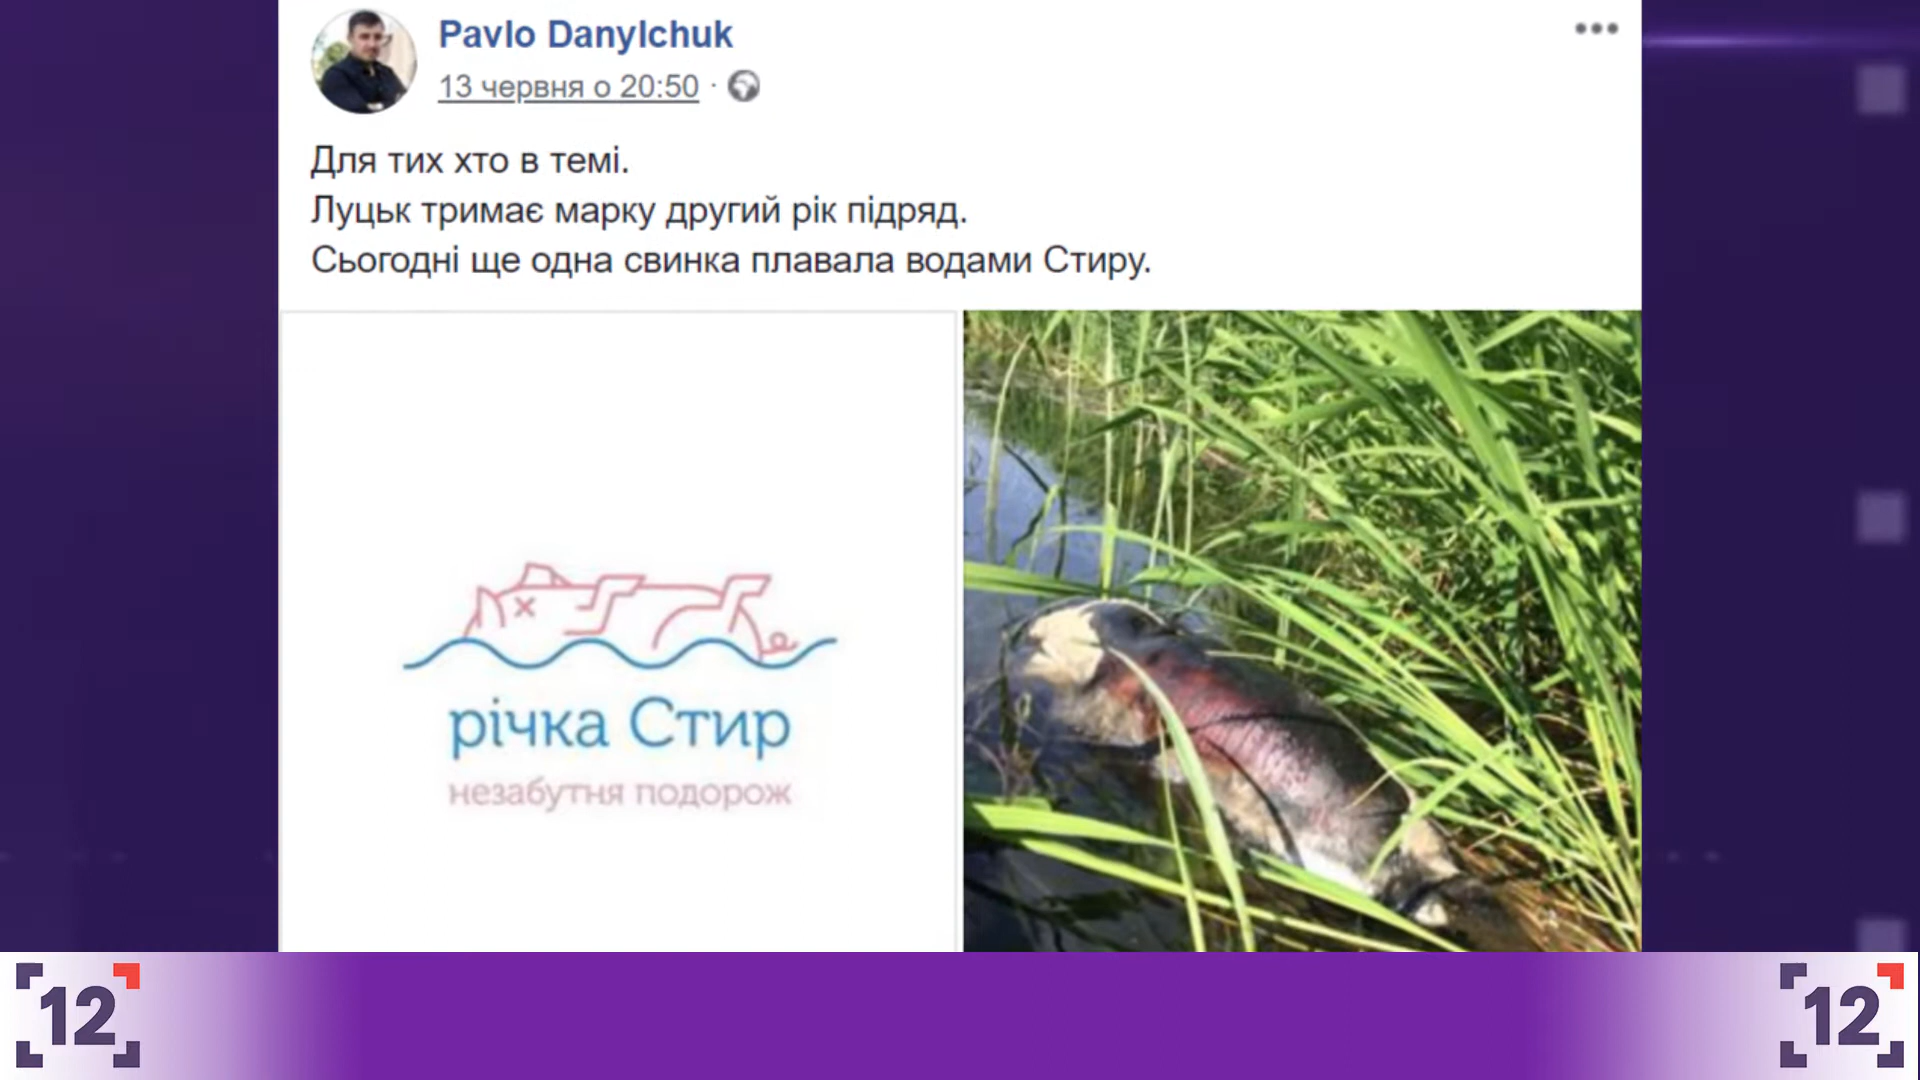 Pavlo Danylchuk
13 червня о 20:50 ·
Для тих хто в темі.
Луцьк тримає марку другий рік підряд.
Сьогодні ще одна свинка плавала водами Стиру.
річка Стир
незабутня подорож
12
12